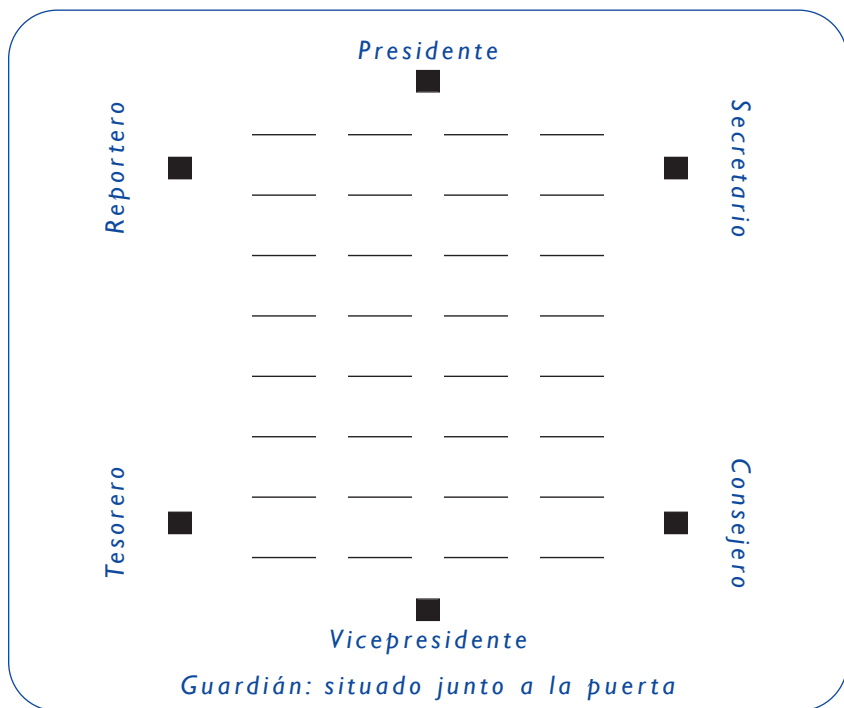 Presidente
Reportero
Secretario
Tesorero
Consejero
Vicepresidente
Guardián: situado junto a la puerta